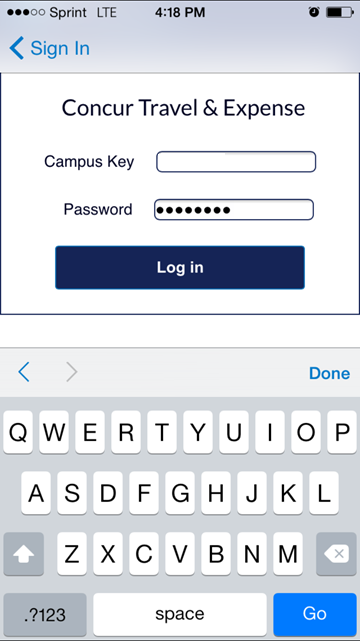 Sprint LTE 4:18 PM
Sign In
Concur Travel & Expense
Campus Key
Password ●●●●●●●●
Log in
Done
Q W E R T Y U I O P
A S D F G H J K L
Z X C V B N M
.?123 space Go